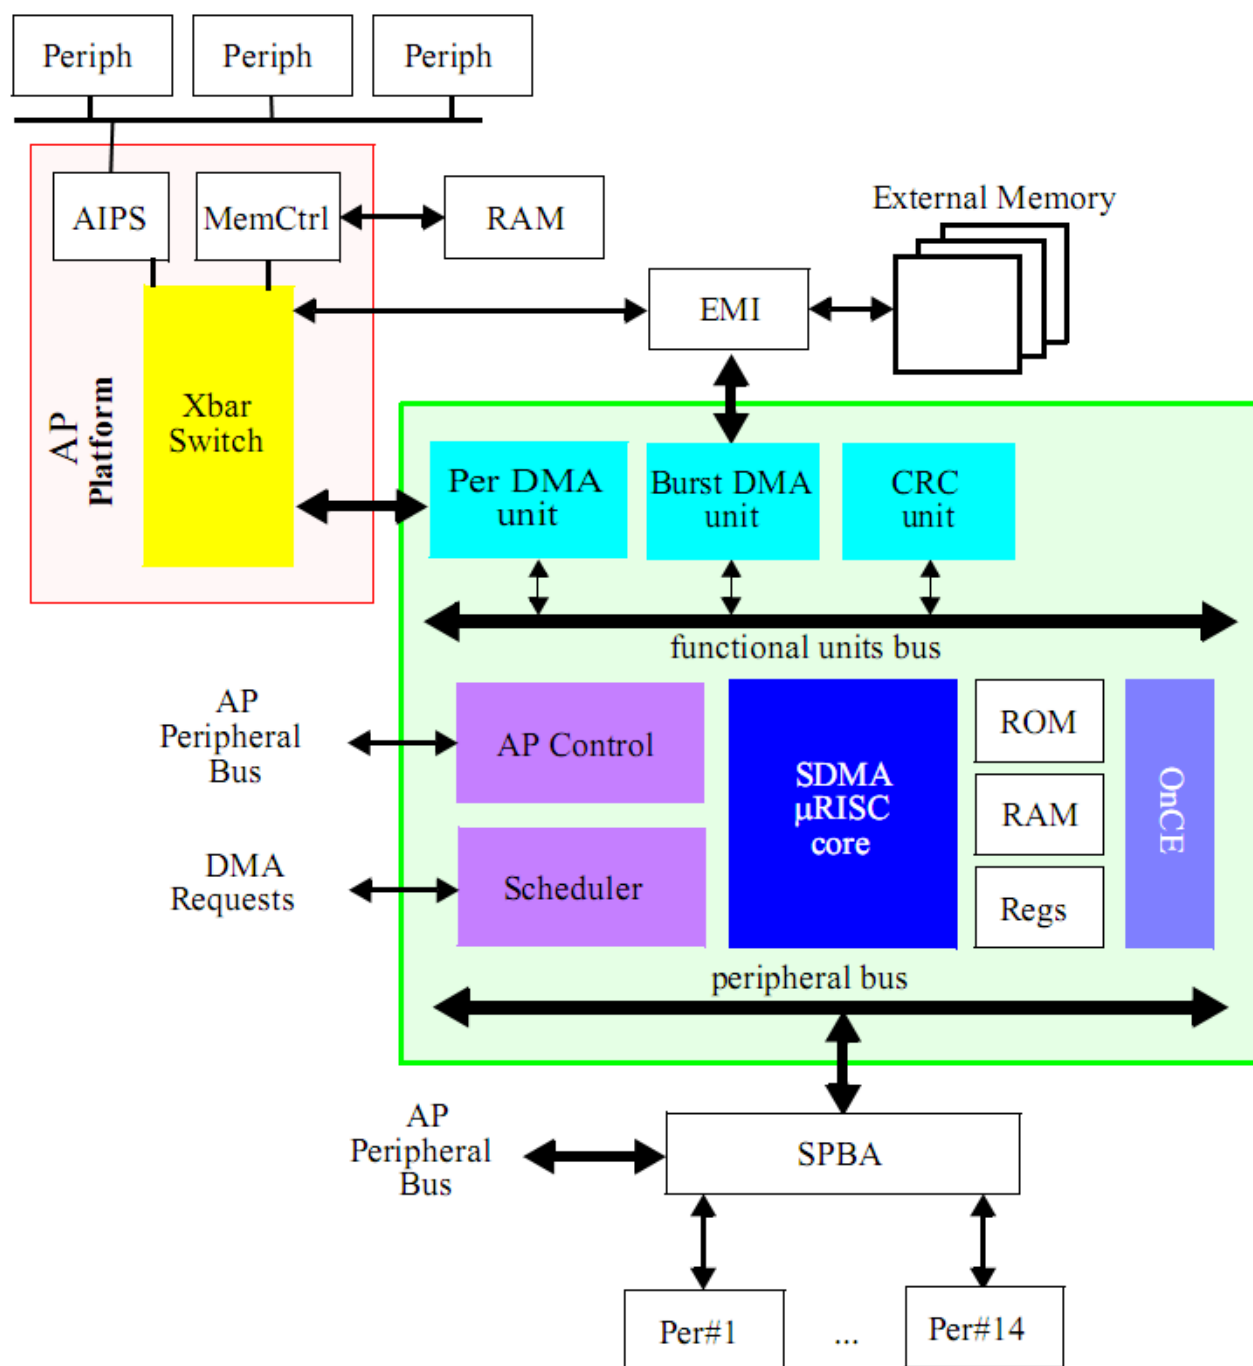 Periph
Periph
Periph
AIPS
MemCtrl
RAM
External Memory
EMI
AP
Platform
Xbar
Switch
Per DMA
unit
Burst DMA
unit
CRC
unit
functional units bus
AP
Peripheral
Bus
AP Control
SDMA
μRISC
core
ROM
RAM
Regs
OnCE
DMA
Requests
Scheduler
peripheral bus
AP
Peripheral
Bus
SPBA
Per#1
...
Per#14